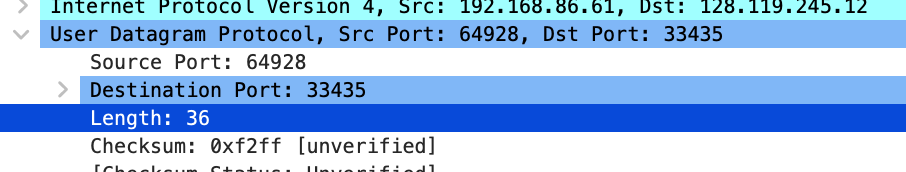 Internet Protocol Version 4, Src: 192.168.86.61, Dst: 128.119.245.12
User Datagram Protocol, Src Port: 64928, Dst Port: 33435
Source Port: 64928
Destination Port: 33435
Length: 36
Checksum: 0xf2ff [unverified]
[Checksum Status: Unverified]